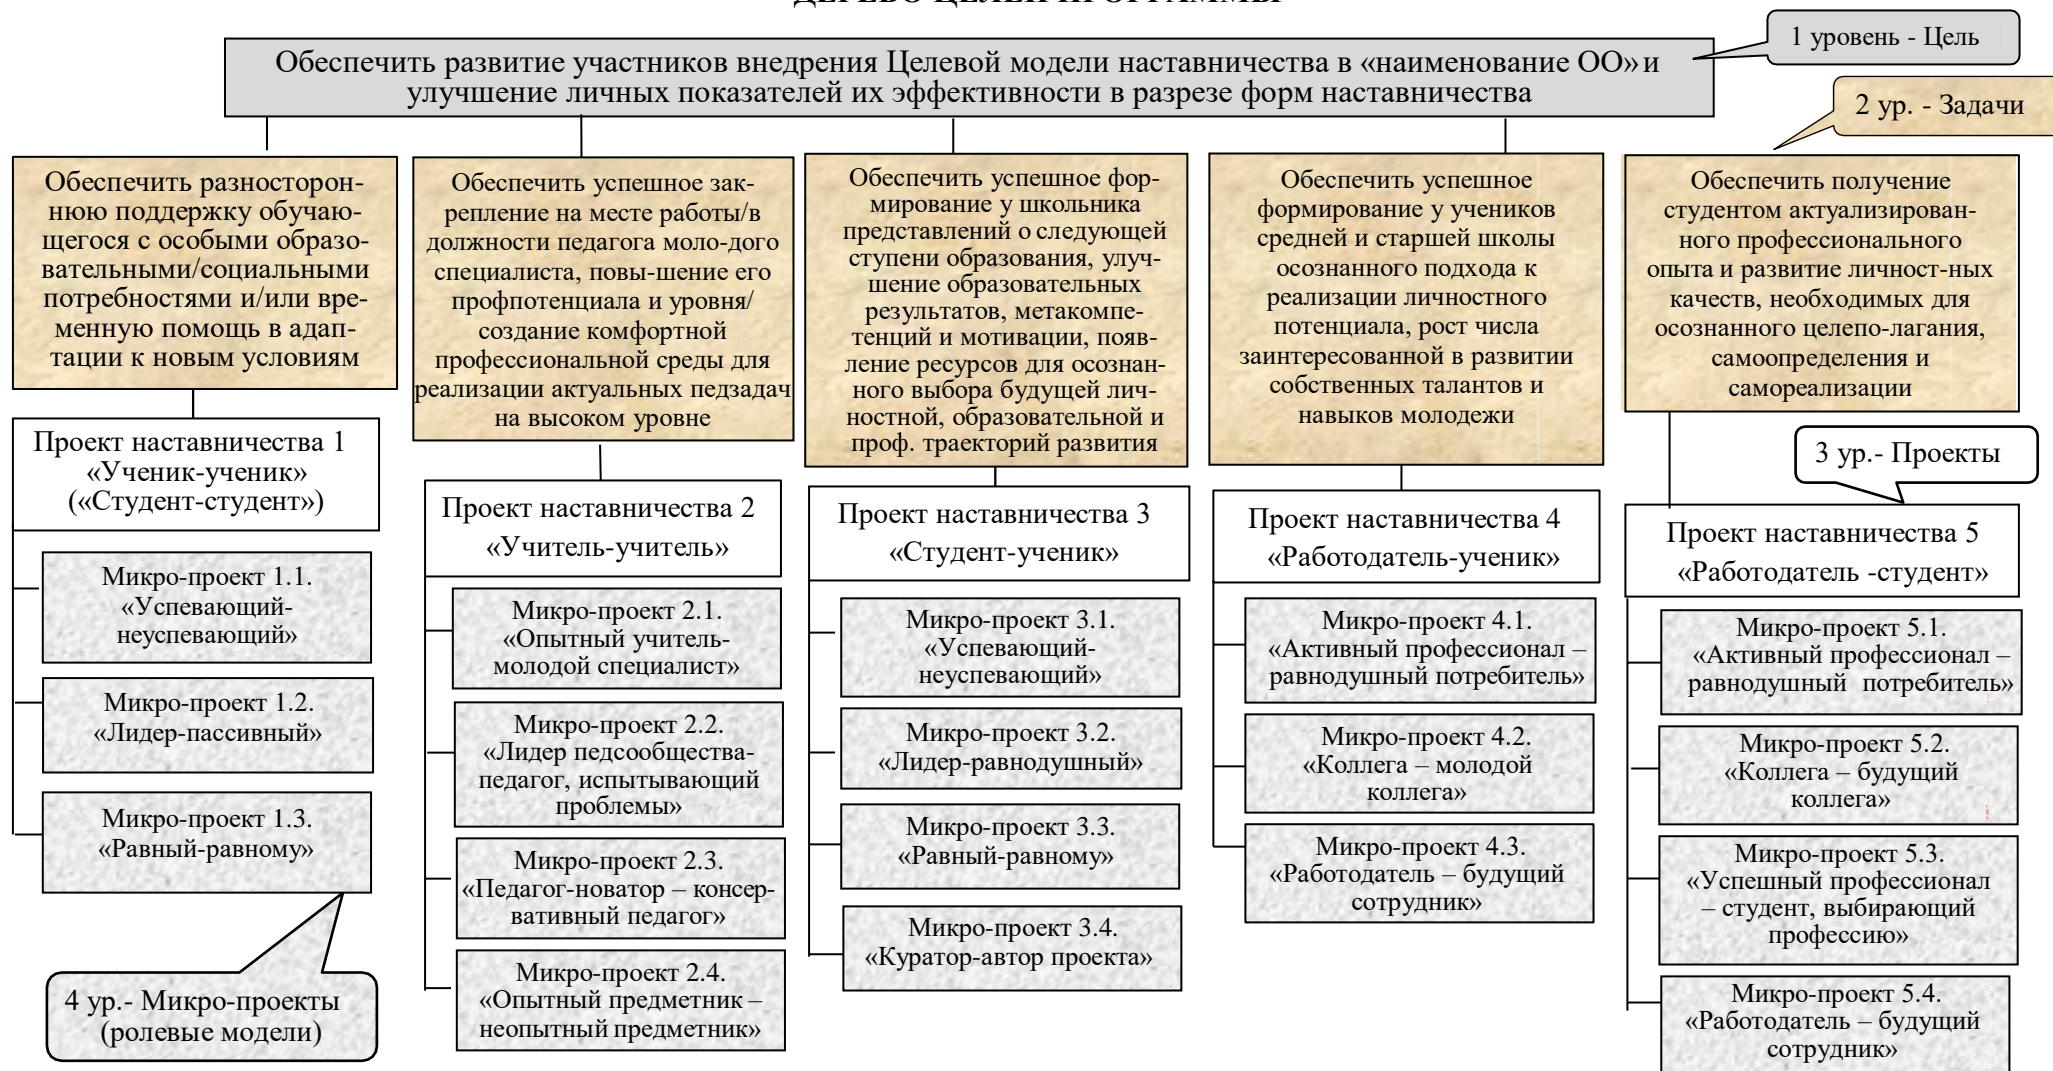 ДЕРЕВО ЦЕЛЕЙ ПРОГРАММЫ
1 уровень - Цель
Обеспечить развитие участников внедрения Целевой модели наставничества в «наименование ОО» и
улучшение личных показателей их эффективности в разрезе форм наставничества
2 ур. - Задачи
Обеспечить разносторон-
нюю поддержку обучаю-
щегося с особыми образо-
вательными/социальными
потребностями и/или вре-
менную помощь в адап-
тации к новым условиям
Обеспечить успешное зак-
репление на месте работы/в
должности педагога моло-дого
специалиста, повы-шение его
профпотенциала и уровня/
создание комфортной
профессиональной среды для
реализации актуальных педзадач
на высоком уровне
Обеспечить успешное фор-
мирование у школьника
представлений о следующей
ступени образования, улуч-
шение образовательных
результатов, метакомпе-
тенций и мотивации, появ-
ление ресурсов для осознан-
ного выбора будущей лич-
ностной, образовательной и
проф. траекторий развития
Обеспечить успешное
формирование у учеников
средней и старшей школы
осознанного подхода к
реализации личностного
потенциала, рост числа
заинтересованной в развитии
собственных талантов и
навыков молодежи
Обеспечить получение
студентом актуализирован-
ного профессионального
опыта и развитие личност-ных
качеств, необходимых для
осознанного целепо-лагания,
самоопределения и
самореализации
3 ур.- Проекты
Проект наставничества 1
«Ученик-ученик»
(«Студент-студент»)
Микро-проект 1.1.
«Успевающий-
неуспевающий»
Микро-проект 1.2.
«Лидер-пассивный»
Микро-проект 1.3.
«Равный-равному»
4 ур.- Микро-проекты
(ролевые модели)
Проект наставничества 2
«Учитель-учитель»
Микро-проект 2.1.
«Опытный учитель-
молодой специалист»
Микро-проект 2.2.
«Лидер педсообщества-
педагог, испытывающий
проблемы»
Микро-проект 2.3.
«Педагог-новатор – консер-
вативный педагог»
Микро-проект 2.4.
«Опытный предметник –
неопытный предметник»
Проект наставничества 3
«Студент-ученик»
Микро-проект 3.1.
«Успевающий-
неуспевающий»
Микро-проект 3.2.
«Лидер-равнодушный»
Микро-проект 3.3.
«Равный-равному»
Микро-проект 3.4.
«Куратор-автор проекта»
Проект наставничества 4
«Работодатель-ученик»
Микро-проект 4.1.
«Активный профессионал –
равнодушный потребитель»
Микро-проект 4.2.
«Коллега – молодой
коллега»
Микро-проект 4.3.
«Работодатель – будущий
сотрудник»
Проект наставничества 5
«Работодатель -студент»
Микро-проект 5.1.
«Активный профессионал –
равнодушный потребитель»
Микро-проект 5.2.
«Коллега – будущий
коллега»
Микро-проект 5.3.
«Успешный профессионал
– студент, выбирающий
профессию»
Микро-проект 5.4.
«Работодатель – будущий
сотрудник»